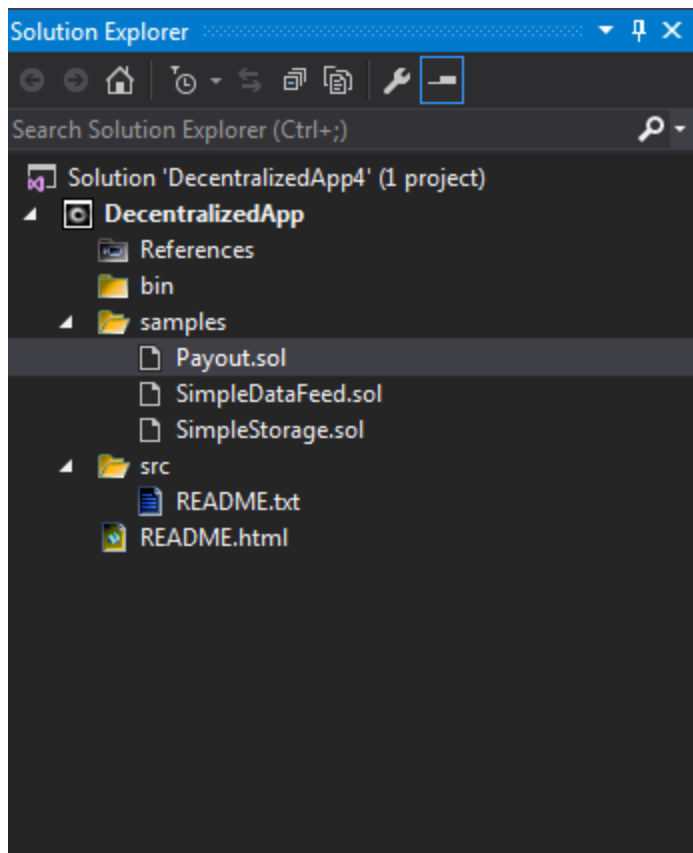 Solution Explorer
Search Solution Explorer (Ctrl+;)
Solution 'DecentralizedApp4' (1 project)
DecentralizedApp
References
bin
samples
Payout.sol
SimpleDataFeed.sol
SimpleStorage.sol
src
README.txt
README.html